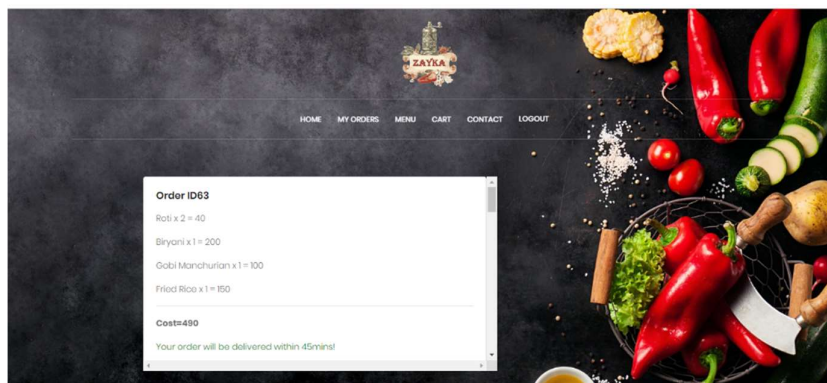 ZAYKA
HOME MY ORDERS MENU CART CONTACT LOGOUT
Order ID63
Roti x 2 = 40
Biryani x 1 = 200
Gobi Manchurian x 1 = 100
Fried Rice x 1 = 150
Cost=490
Your order will be delivered within 45mins!